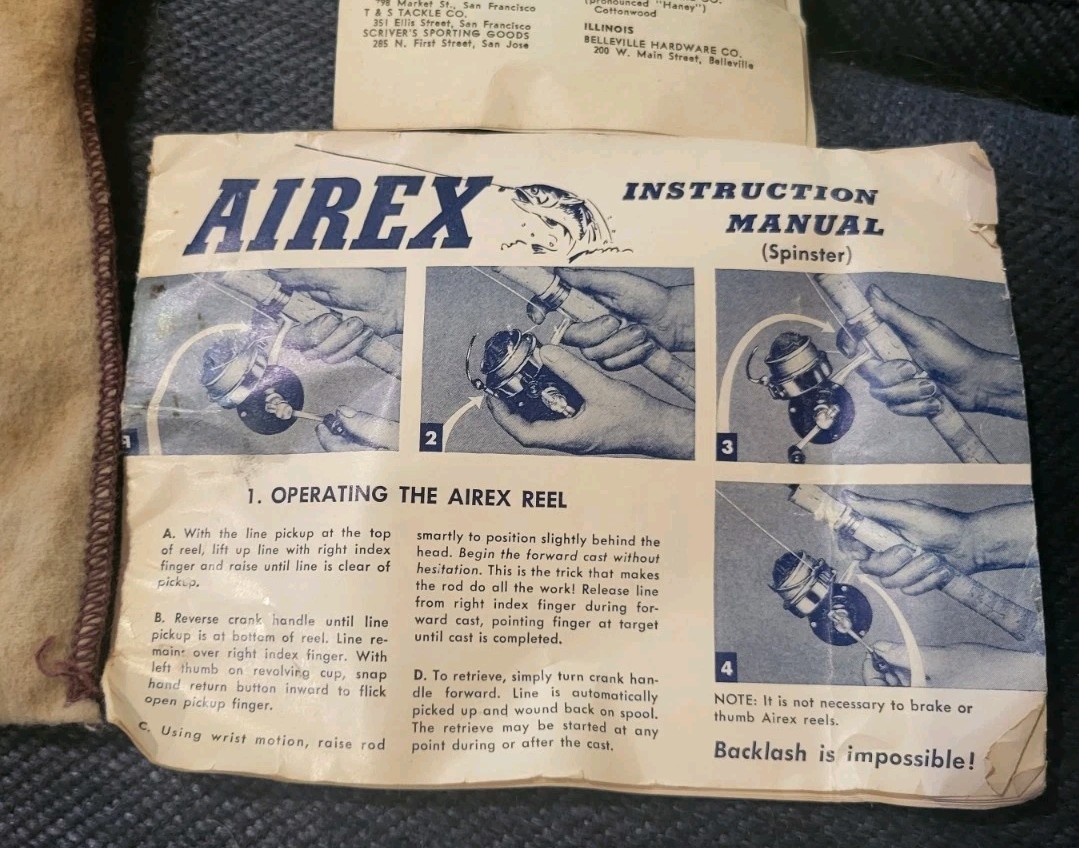 798 Market St., San Francisco
T & S TACKLE CO.
351 Ellis Street, San Francisco
SCRIVER'S SPORTING GOODS
285 N. First Street, San Jose
(pronounced "Haney")
Cottonwood
ILLINOIS
BELLEVILLE HARDWARE CO.
200 W. Main Street, Belleville
AIREX
INSTRUCTION
MANUAL
(Spinster)
1
2
3
4
1. OPERATING THE AIREX REEL
A. With the line pickup at the top
of reel, lift up line with right index
finger and raise until line is clear of
pickup.
B. Reverse crank handle until line
pickup is at bottom of reel. Line re-
mains over right index finger. With
left thumb on revolving cup, snap
hand return button inward to flick
open pickup finger.
C. Using wrist motion, raise rod
smartly to position slightly behind the
head. Begin the forward cast without
hesitation. This is the trick that makes
the rod do all the work! Release line
from right index finger during for-
ward cast, pointing finger at target
until cast is completed.
D. To retrieve, simply turn crank han-
dle forward. Line is automatically
picked up and wound back on spool.
The retrieve may be started at any
point during or after the cast.
NOTE: It is not necessary to brake or
thumb Airex reels.
Backlash is impossible!